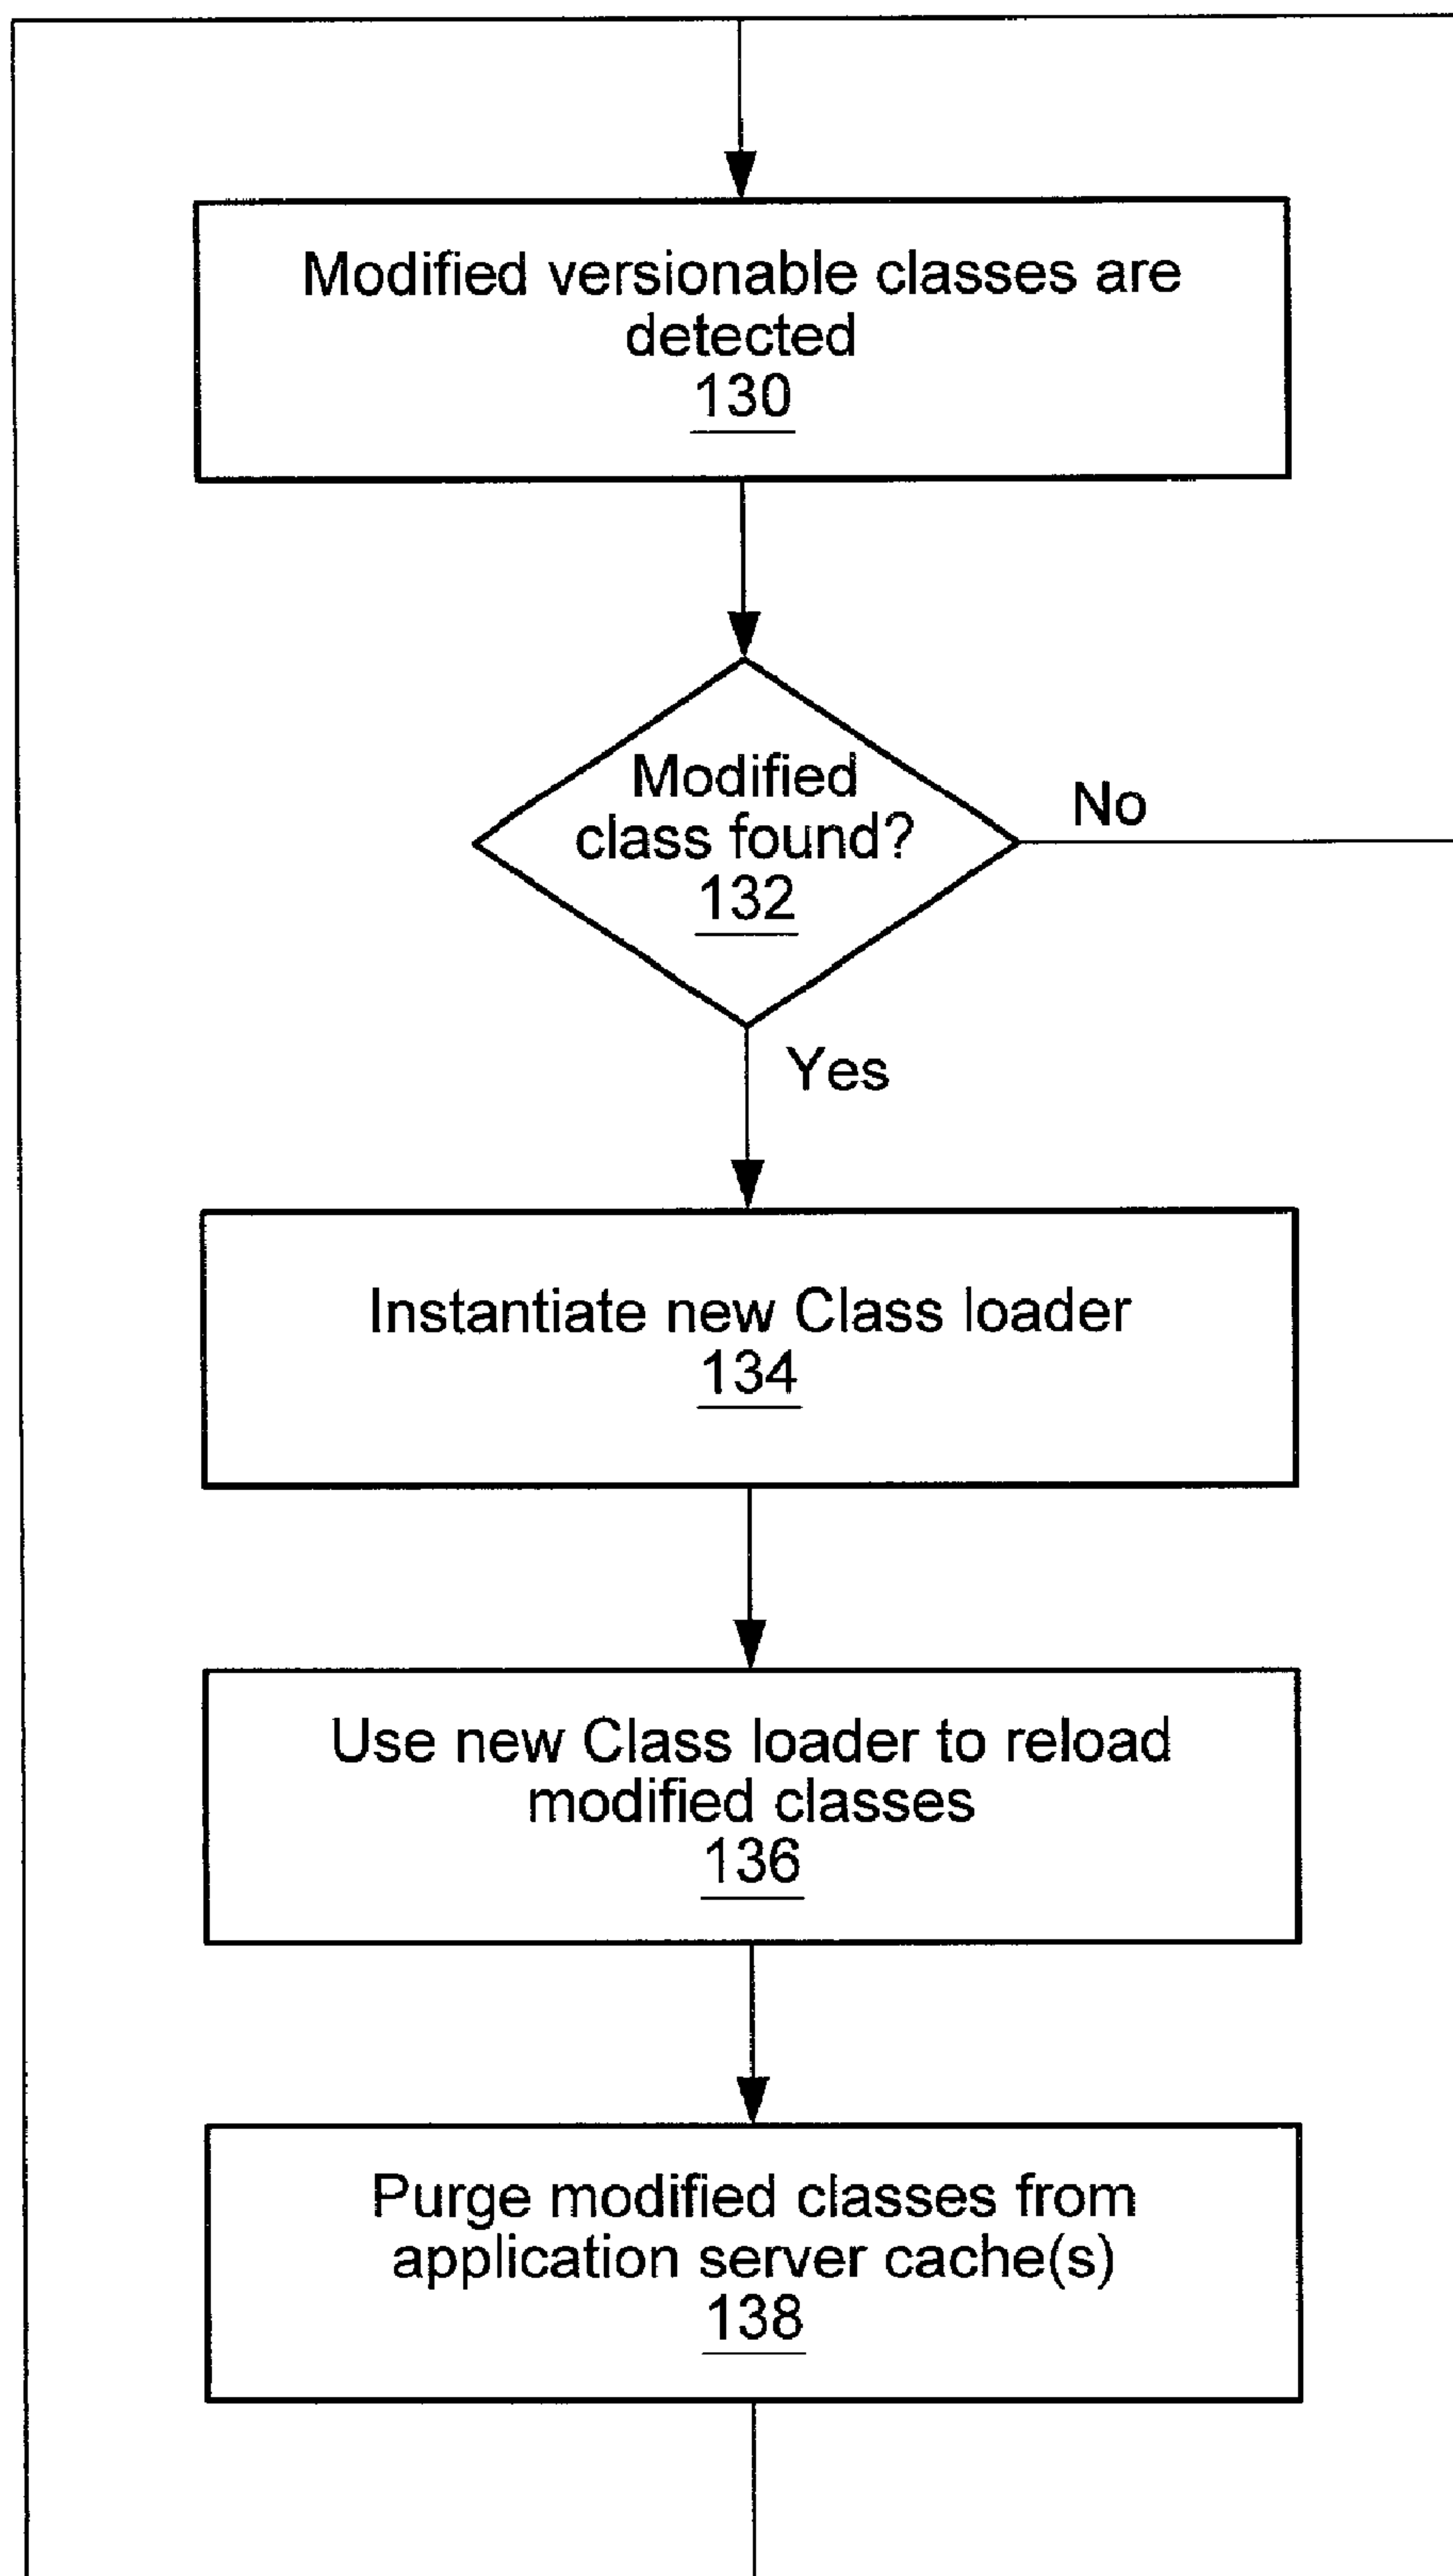 Modified versionable classes are
detected
130
Modified
class found?
132
No
Yes
Instantiate new Class loader
134
Use new Class loader to reload
modified classes
136
Purge modified classes from
application server cache(s)
138